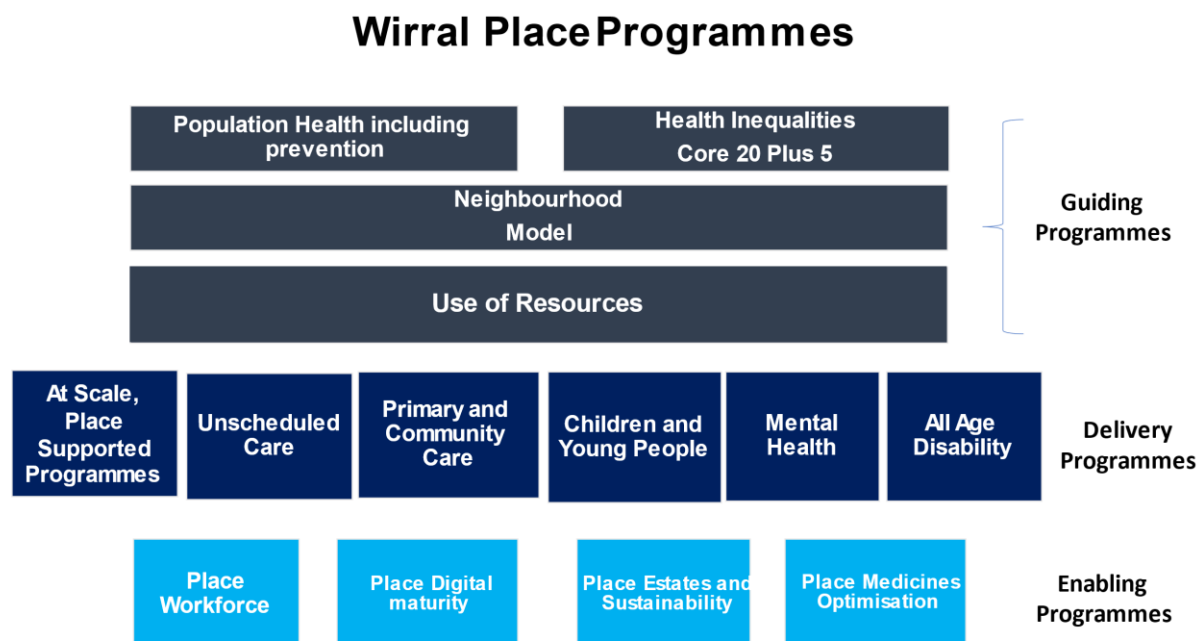 Wirral Place Programmes
Population Health including
prevention
Health Inequalities
Core 20 Plus 5
Neighbourhood
Model
Use of Resources
Guiding
Programmes
At Scale,
Place
Supported
Programmes
Unscheduled
Care
Primary and
Community
Care
Children and
Young People
Mental
Health
All Age
Disability
Delivery
Programmes
Place
Workforce
Place Digital
maturity
Place Estates and
Sustainability
Place Medicines
Optimisation
Enabling
Programmes